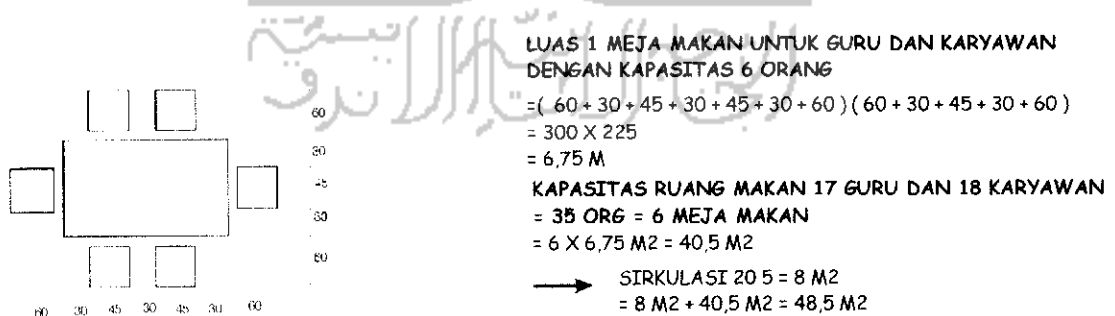 LUAS 1 MEJA MAKAN UNTUK GURU DAN KARYAWAN
DENGAN KAPASITAS 6 ORANG
=( 60 + 30 + 45 + 30 + 45 + 30 + 60 ) ( 60 + 30 + 45 + 30 + 60 )
= 300 X 225
= 6,75 M
KAPASITAS RUANG MAKAN 17 GURU DAN 18 KARYAWAN
= 35 ORG = 6 MEJA MAKAN
= 6 X 6,75 M2 = 40,5 M2
SIRKULASI 20 5 = 8 M2
= 8 M2 + 40,5 M2 = 48,5 M2
60
30
45
30
60
60 30 45 30 45 30 60